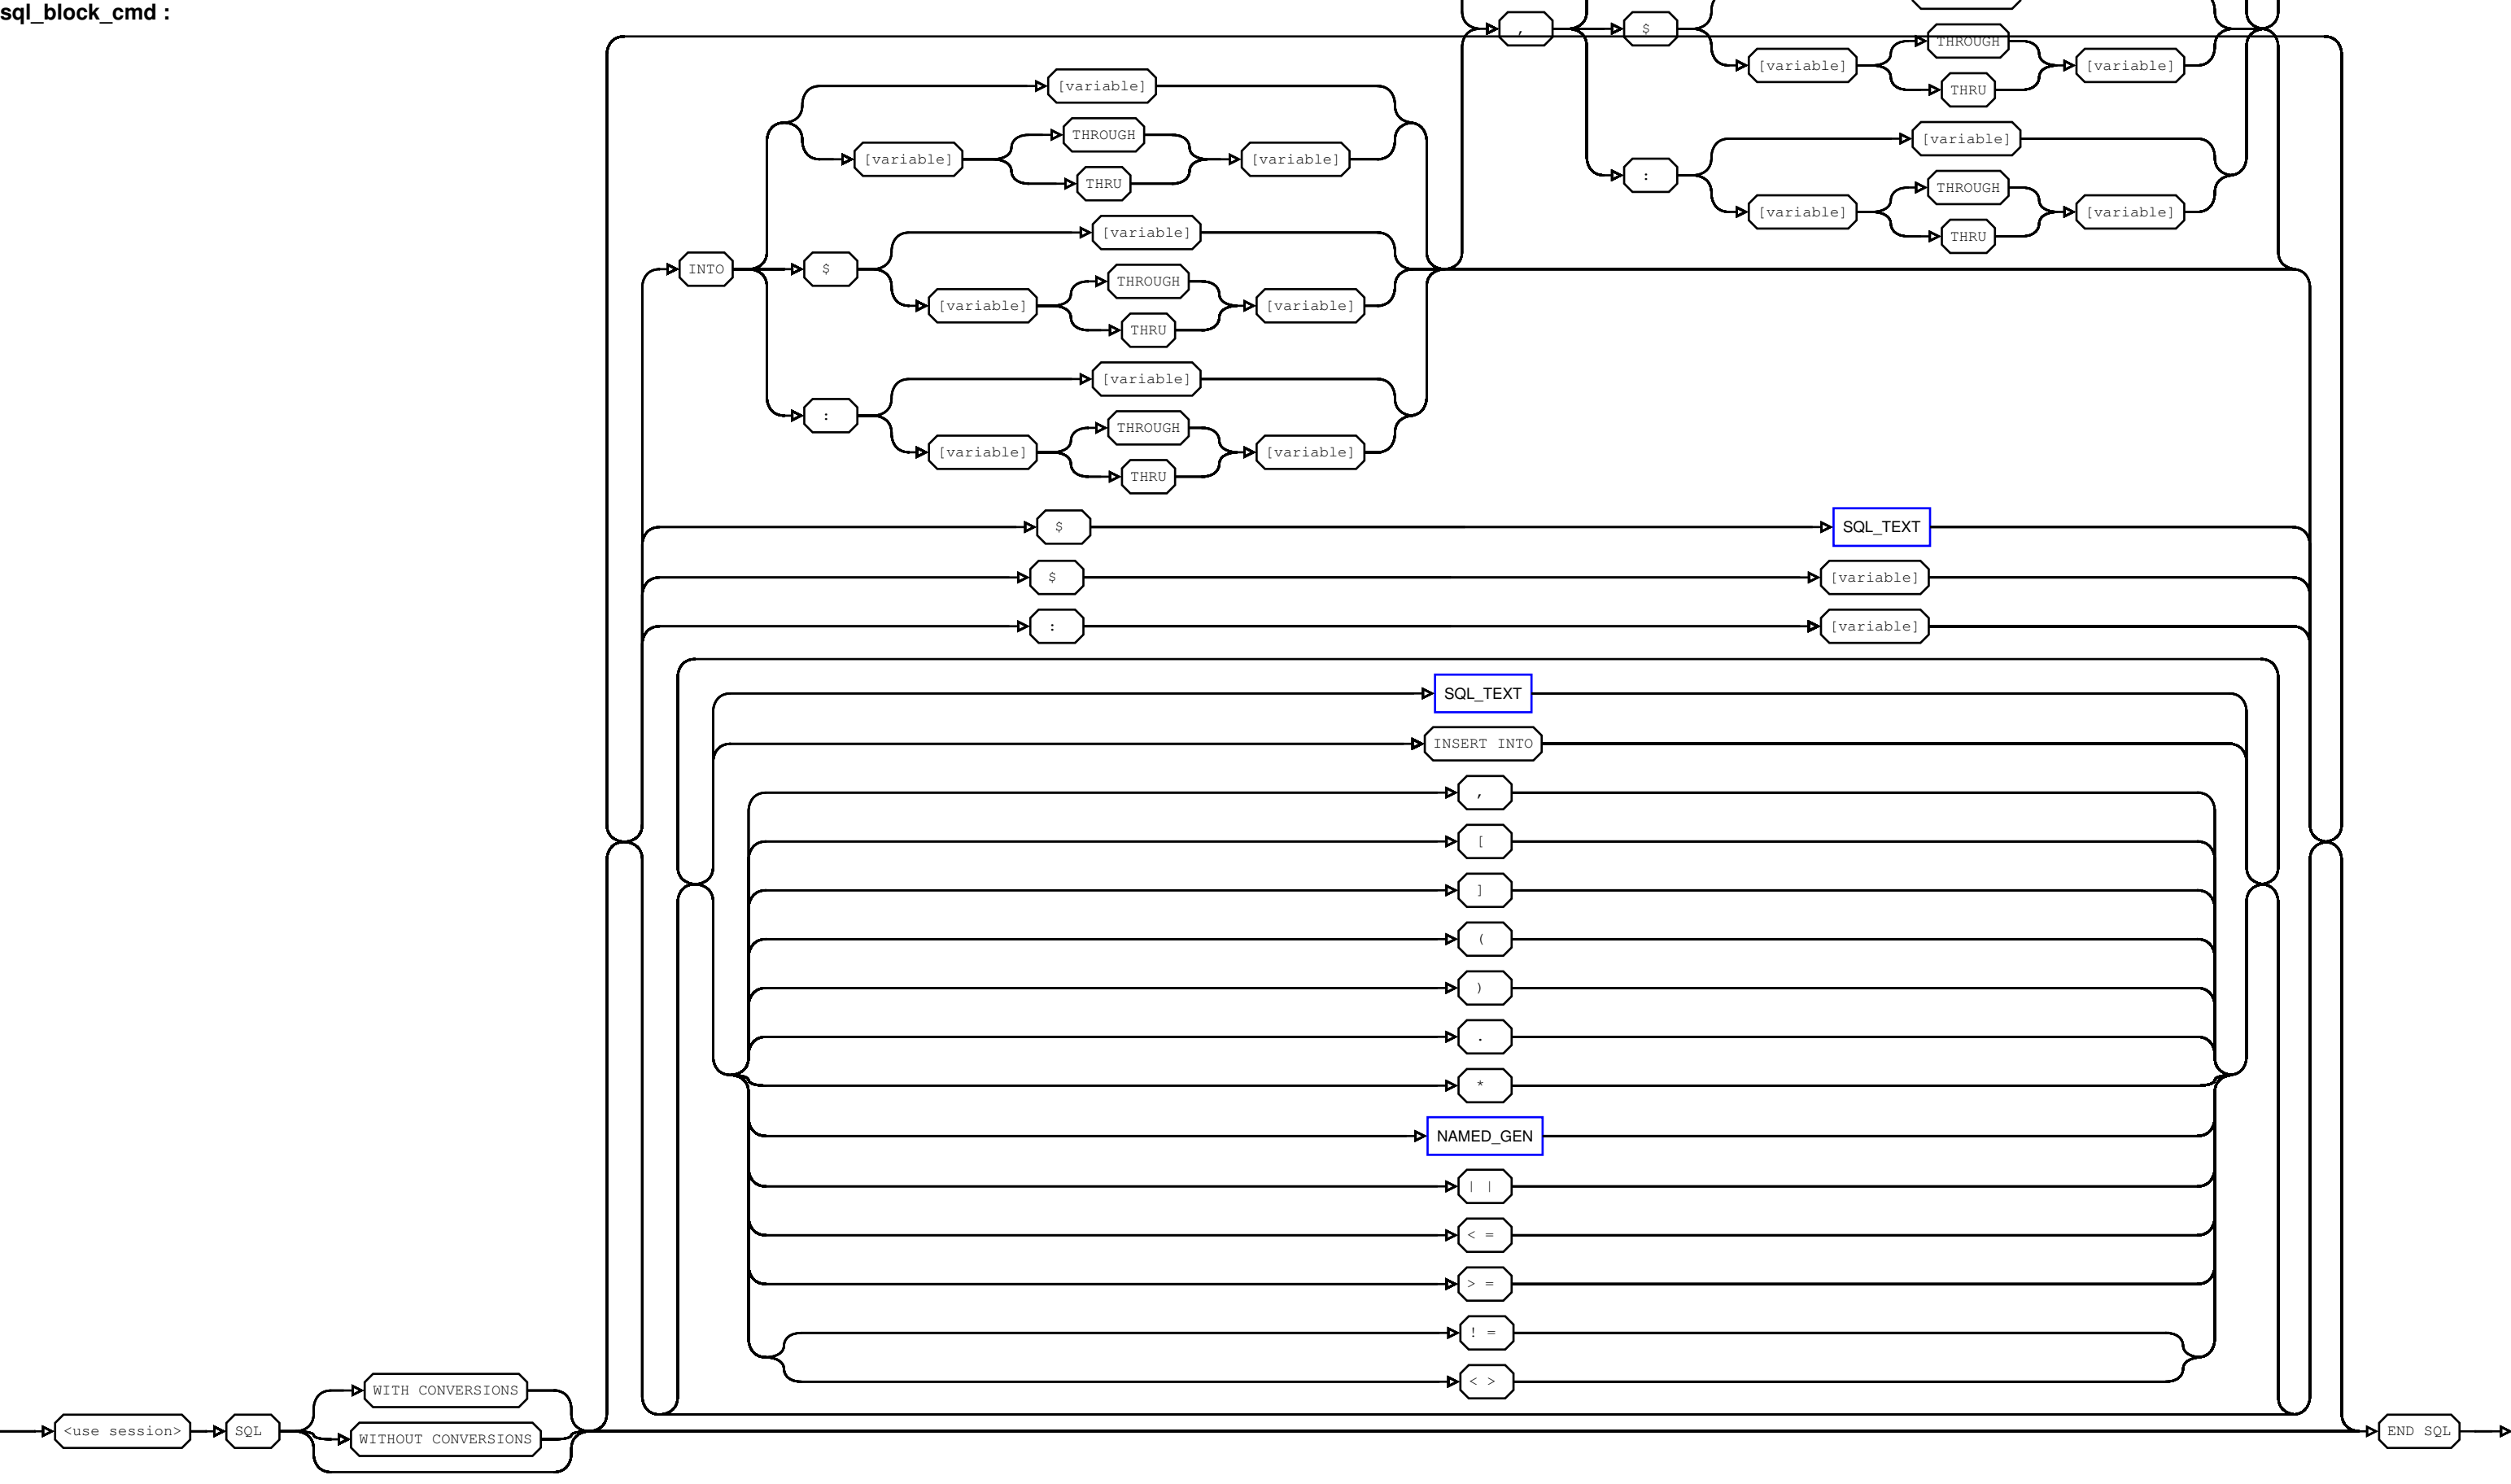 sql_block_cmd :
, $
[variable] THROUGH [variable]
THRU
[variable]
[variable] THROUGH [variable]
THRU
: [variable]
[variable] THROUGH [variable]
THRU
INTO $ [variable]
[variable] THROUGH [variable]
THRU
: [variable]
[variable] THROUGH [variable]
THRU
$ SQL_TEXT
$ [variable]
: [variable]
SQL_TEXT
INSERT INTO
,
[
]
(
)
.
*
NAMED_GEN
| |
< =
> =
! =
< >
WITH CONVERSIONS
<use session> SQL WITHOUT CONVERSIONS END SQL